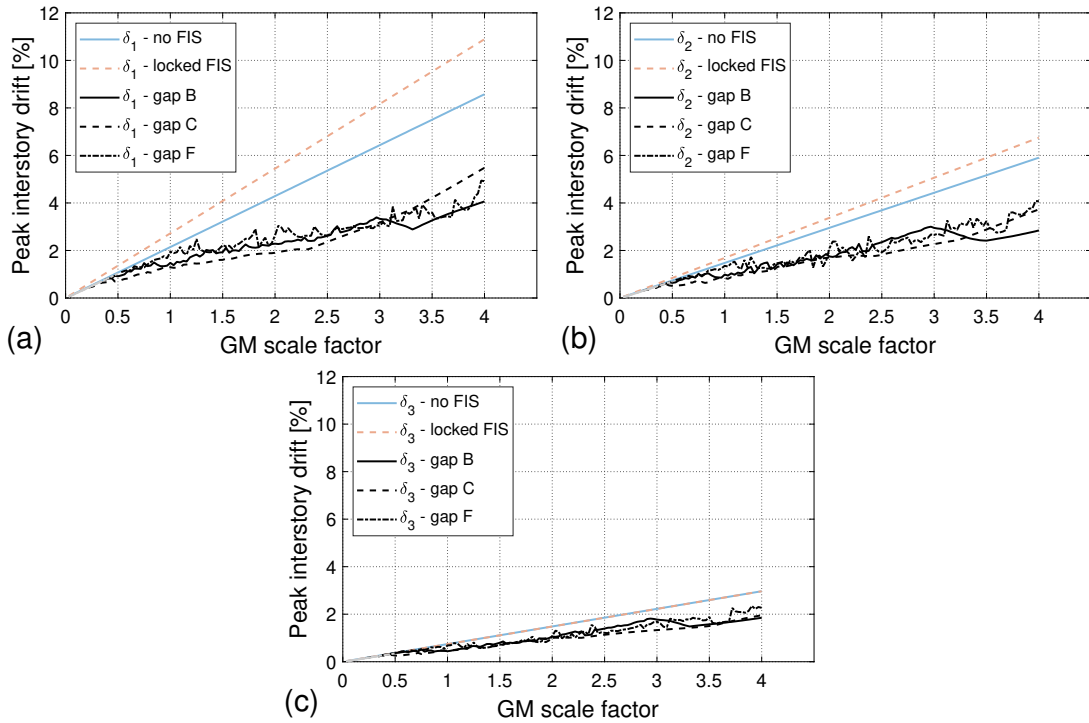 12
10
8
6
4
2
0
Peak interstory drift [%]
δ1 - no FIS
δ1 - locked FIS
δ1 - gap B
δ1 - gap C
δ1 - gap F
0 0.5 1 1.5 2 2.5 3 3.5 4
GM scale factor
(a)
12
10
8
6
4
2
0
Peak interstory drift [%]
δ2 - no FIS
δ2 - locked FIS
δ2 - gap B
δ2 - gap C
δ2 - gap F
0 0.5 1 1.5 2 2.5 3 3.5 4
GM scale factor
(b)
12
10
8
6
4
2
0
Peak interstory drift [%]
δ3 - no FIS
δ3 - locked FIS
δ3 - gap B
δ3 - gap C
δ3 - gap F
0 0.5 1 1.5 2 2.5 3 3.5 4
GM scale factor
(c)